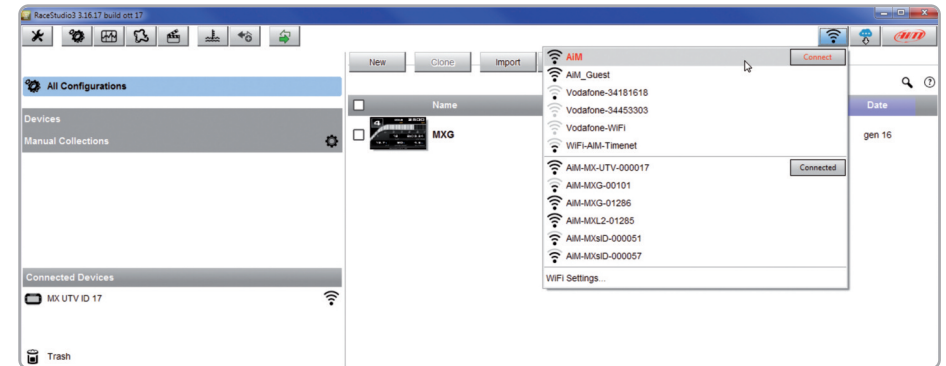 RaceStudio3 3.16.17 build ott 17
AiM
New Clone Import
AiM Connect
AiM_Guest
Vodafone-34181618
Vodafone-34453303
Vodafone-WiFi
WiFi-AIM-Timenet
AiM-MX-UTV-000017 Connected
AiM-MXG-00101
AiM-MXG-01286
AiM-MXL2-01285
AiM-MXsID-000051
AiM-MXsID-000057
WiFi Settings...
All Configurations
Devices
Manual Collections
Name Date
MXG gen 16
Connected Devices
MX UTV ID 17
Trash